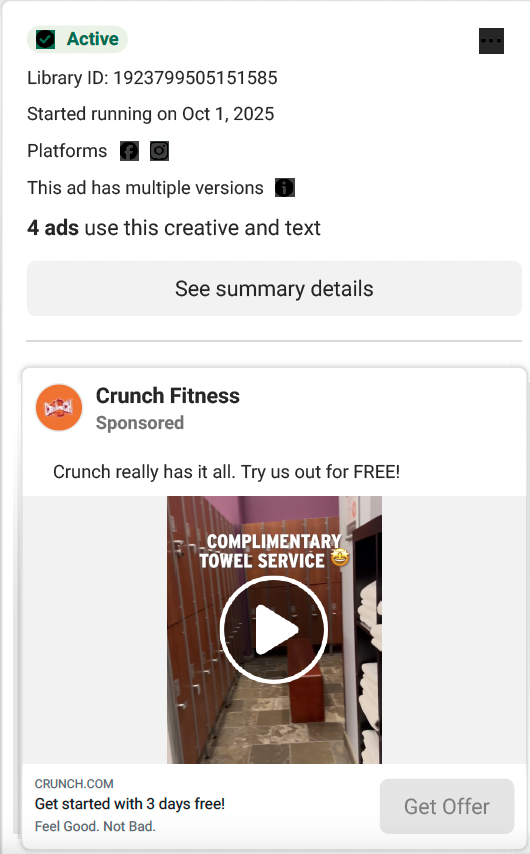 Active
Library ID: 1923799505151585
Started running on Oct 1, 2025
Platforms
This ad has multiple versions
4 ads use this creative and text
See summary details
CRUNCH
Crunch Fitness
Sponsored
Crunch really has it all. Try us out for FREE!
COMPLIMENTARY
TOWEL SERVICE 🤩
CRUNCH.COM
Get started with 3 days free!
Feel Good. Not Bad.
Get Offer